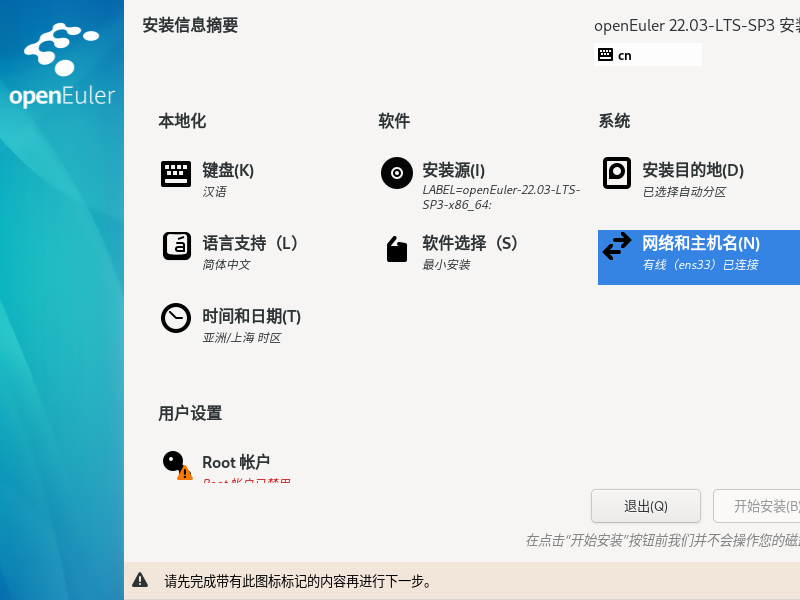 openEuler
安装信息摘要
openEuler 22.03-LTS-SP3 安
cn
本地化
键盘(K)
汉语
语言支持（L）
简体中文
时间和日期(T)
亚洲/上海 时区
软件
安装源(I)
LABEL=openEuler-22.03-LTS-
SP3-x86_64:
软件选择（S）
最小安装
系统
安装目的地(D)
已选择自动分区
网络和主机名(N)
有线（ens33）已连接
用户设置
Root 帐户
Root 帐户已禁用
退出(Q)
开始安装(B)
在点击“开始安装”按钮前我们并不会操作您的磁
请先完成带有此图标标记的内容再进行下一步。